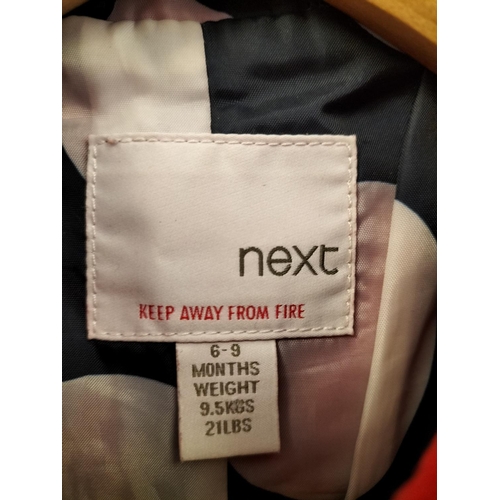 next
KEEP AWAY FROM FIRE
6-9
MONTHS
WEIGHT
9.5KGS
21LBS